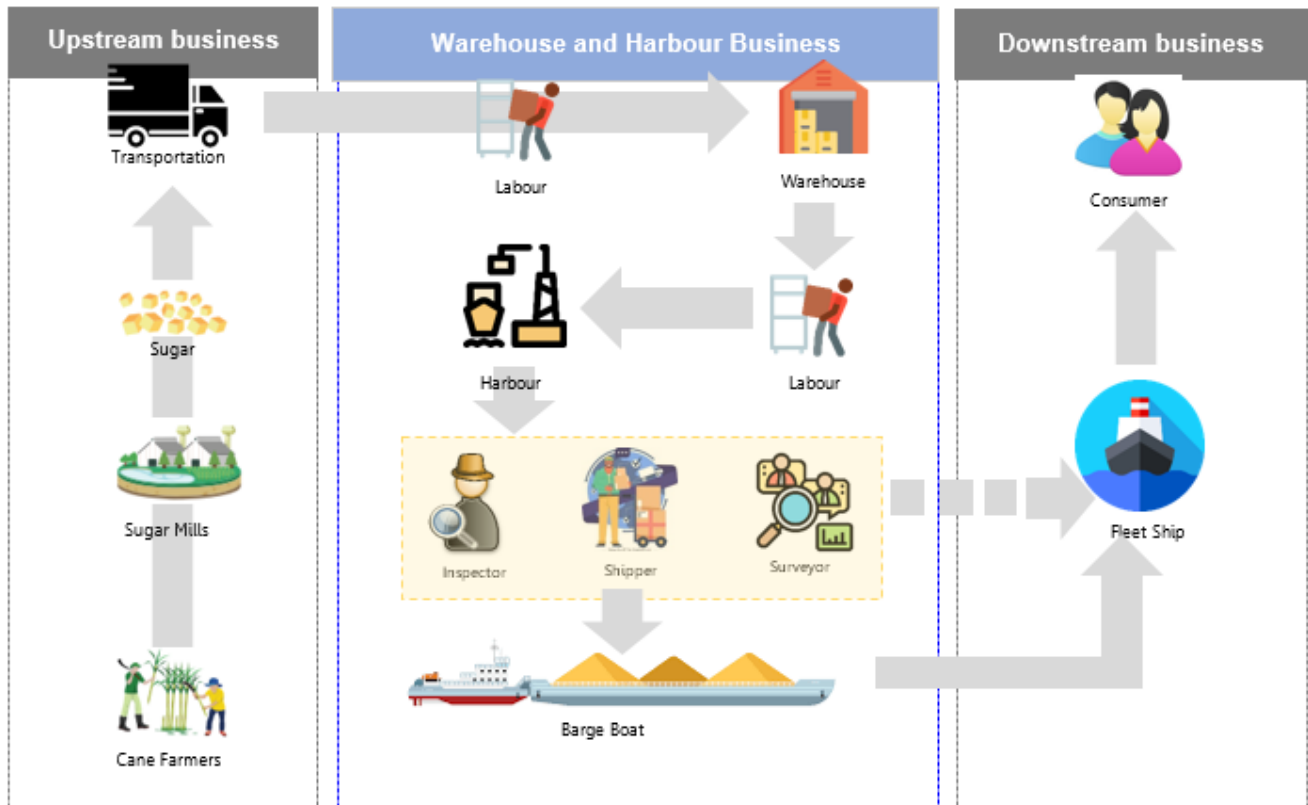 Upstream business
Warehouse and Harbour Business
Downstream business
Transportation
Sugar
Sugar Mills
Cane Farmers
Labour
Warehouse
Harbour
Labour
Inspector
Shipper
Surveyor
Barge Boat
Consumer
Fleet Ship